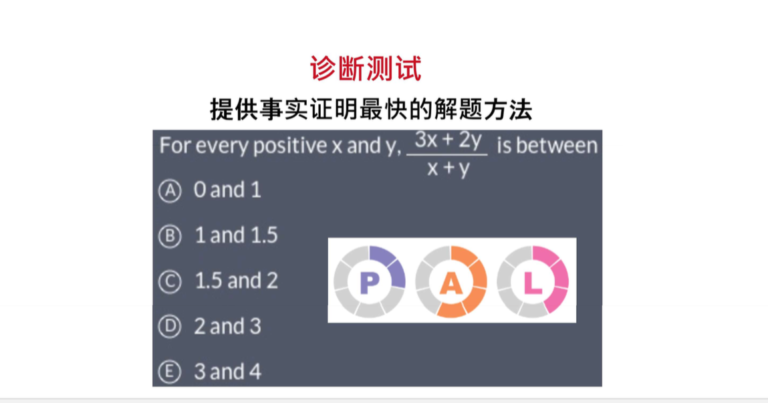 诊断测试
提供事实证明最快的解题方法
For every positive x and y, 3x + 2y is between
x + y
A 0 and 1
B 1 and 1.5
C 1.5 and 2
D 2 and 3
E 3 and 4
P A L